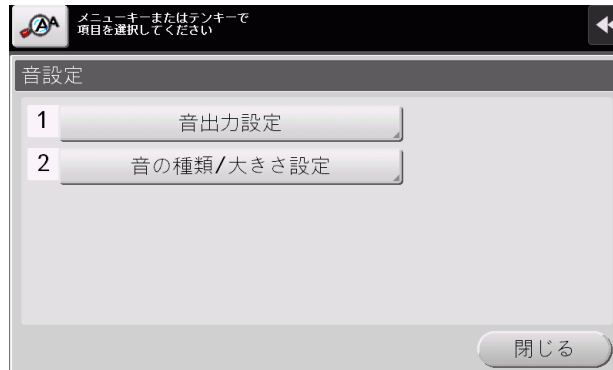 メニューキーまたはテンキーで
項目を選択してください
音設定
1 音出力設定
2 音の種類/大きさ設定
閉じる